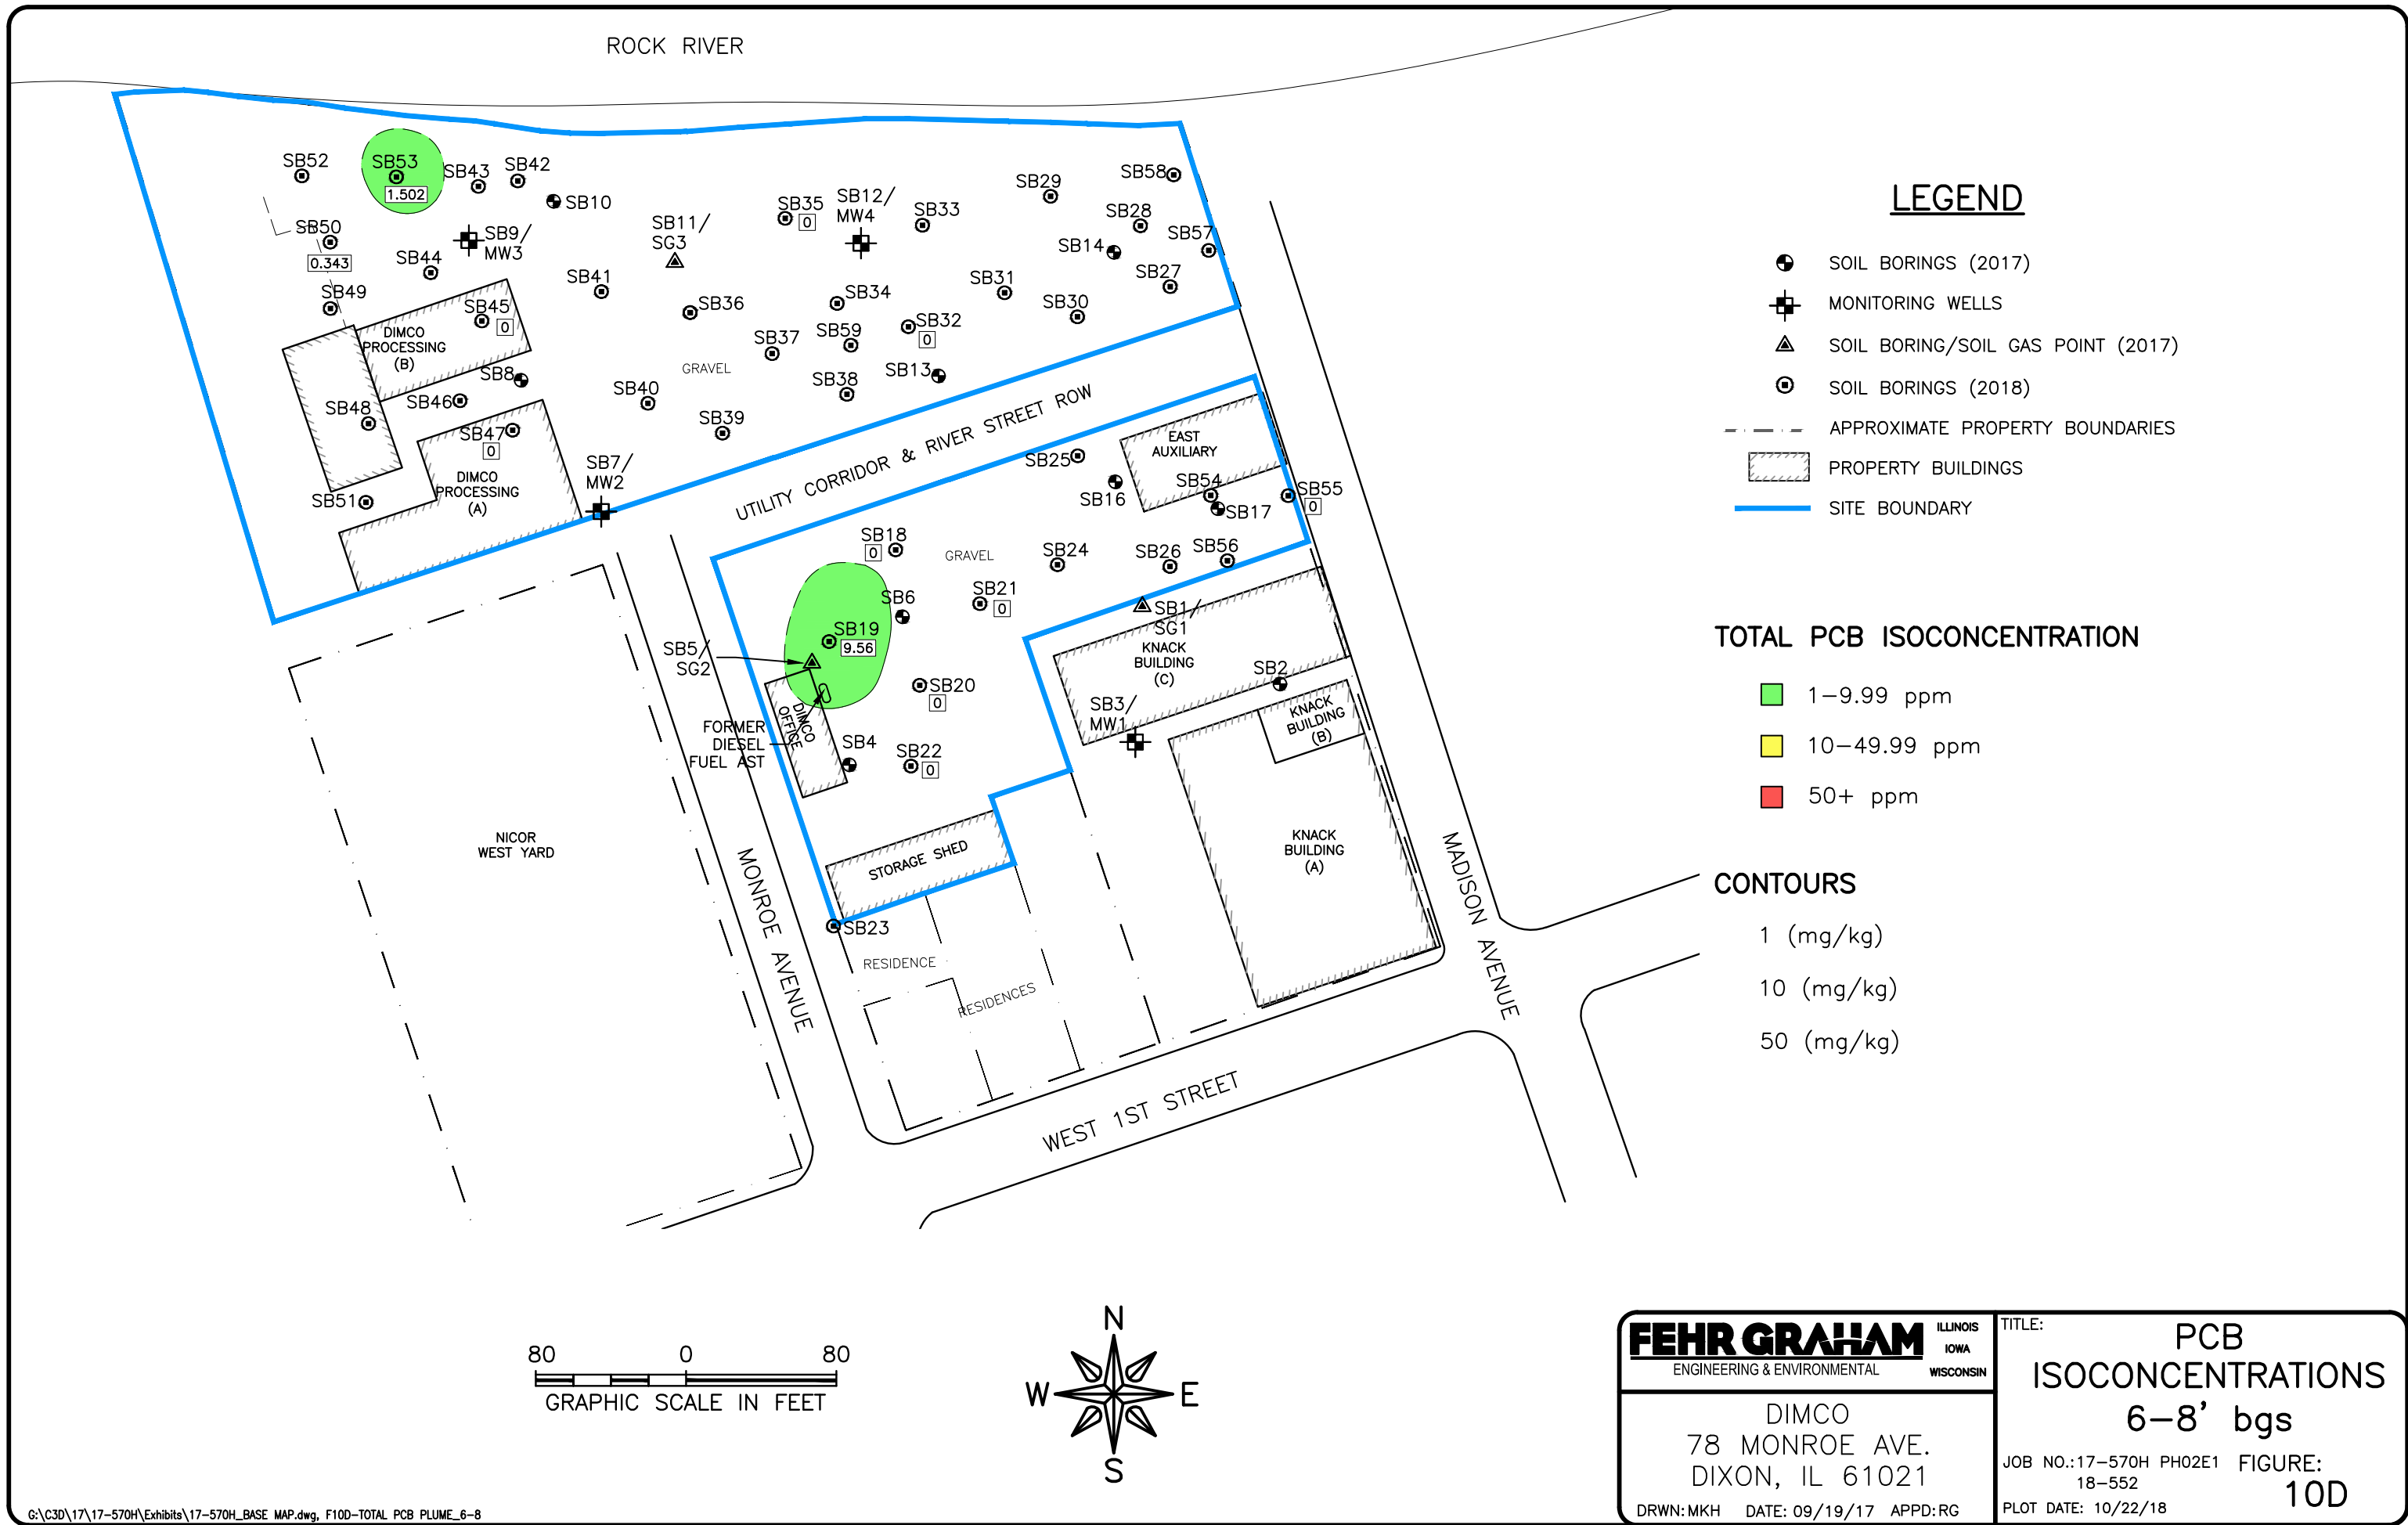 ROCK RIVER
SB52
SB53
1.502
SB43
SB42
SB10
SB50
0.343
SB9/
MW3
SB44
SB49
SB45
0
DIMCO
PROCESSING
(B)
SB8
SB48
SB46
SB47
0
DIMCO
PROCESSING
(A)
SB51
SB7/
MW2
SB41
SB11/
SG3
SB36
SB35
0
SB12/
MW4
SB33
SB29
SB58
SB28
SB14
SB57
SB27
SB31
SB30
SB34
SB59
SB32
0
SB37
GRAVEL
SB38
SB13
SB40
SB39
UTILITY CORRIDOR & RIVER STREET ROW
EAST
AUXILIARY
SB25
SB16
SB54
SB17
SB55
0
SB18
0
GRAVEL
SB24
SB26
SB56
SB6
SB21
0
SB19
9.56
SB5/
SG2
SB1/
SG1
KNACK
BUILDING
(C)
SB2
SB20
0
SB3/
MW1
KNACK
BUILDING
(B)
FORMER
DIESEL
FUEL AST
DIMCO
OFFICE
SB4
SB22
0
NICOR
WEST YARD
STORAGE SHED
KNACK
BUILDING
(A)
SB23
RESIDENCE
RESIDENCES
MONROE AVENUE
MADISON AVENUE
WEST 1ST STREET
LEGEND
SOIL BORINGS (2017)
MONITORING WELLS
SOIL BORING/SOIL GAS POINT (2017)
SOIL BORINGS (2018)
APPROXIMATE PROPERTY BOUNDARIES
PROPERTY BUILDINGS
SITE BOUNDARY
TOTAL PCB ISOCONCENTRATION
1-9.99 ppm
10-49.99 ppm
50+ ppm
CONTOURS
1 (mg/kg)
10 (mg/kg)
50 (mg/kg)
80 0 80
GRAPHIC SCALE IN FEET
N
W E
S
FEHR GRAHAM
ENGINEERING & ENVIRONMENTAL
ILLINOIS
IOWA
WISCONSIN
DIMCO
78 MONROE AVE.
DIXON, IL 61021
DRWN: MKH DATE: 09/19/17 APPD: RG
TITLE:
PCB
ISOCONCENTRATIONS
6-8' bgs
JOB NO.: 17-570H PH02E1
18-552
FIGURE:
10D
PLOT DATE: 10/22/18
G:\C3D\17\17-570H\Exhibits\17-570H_BASE MAP.dwg, F10D-TOTAL PCB PLUME_6-8